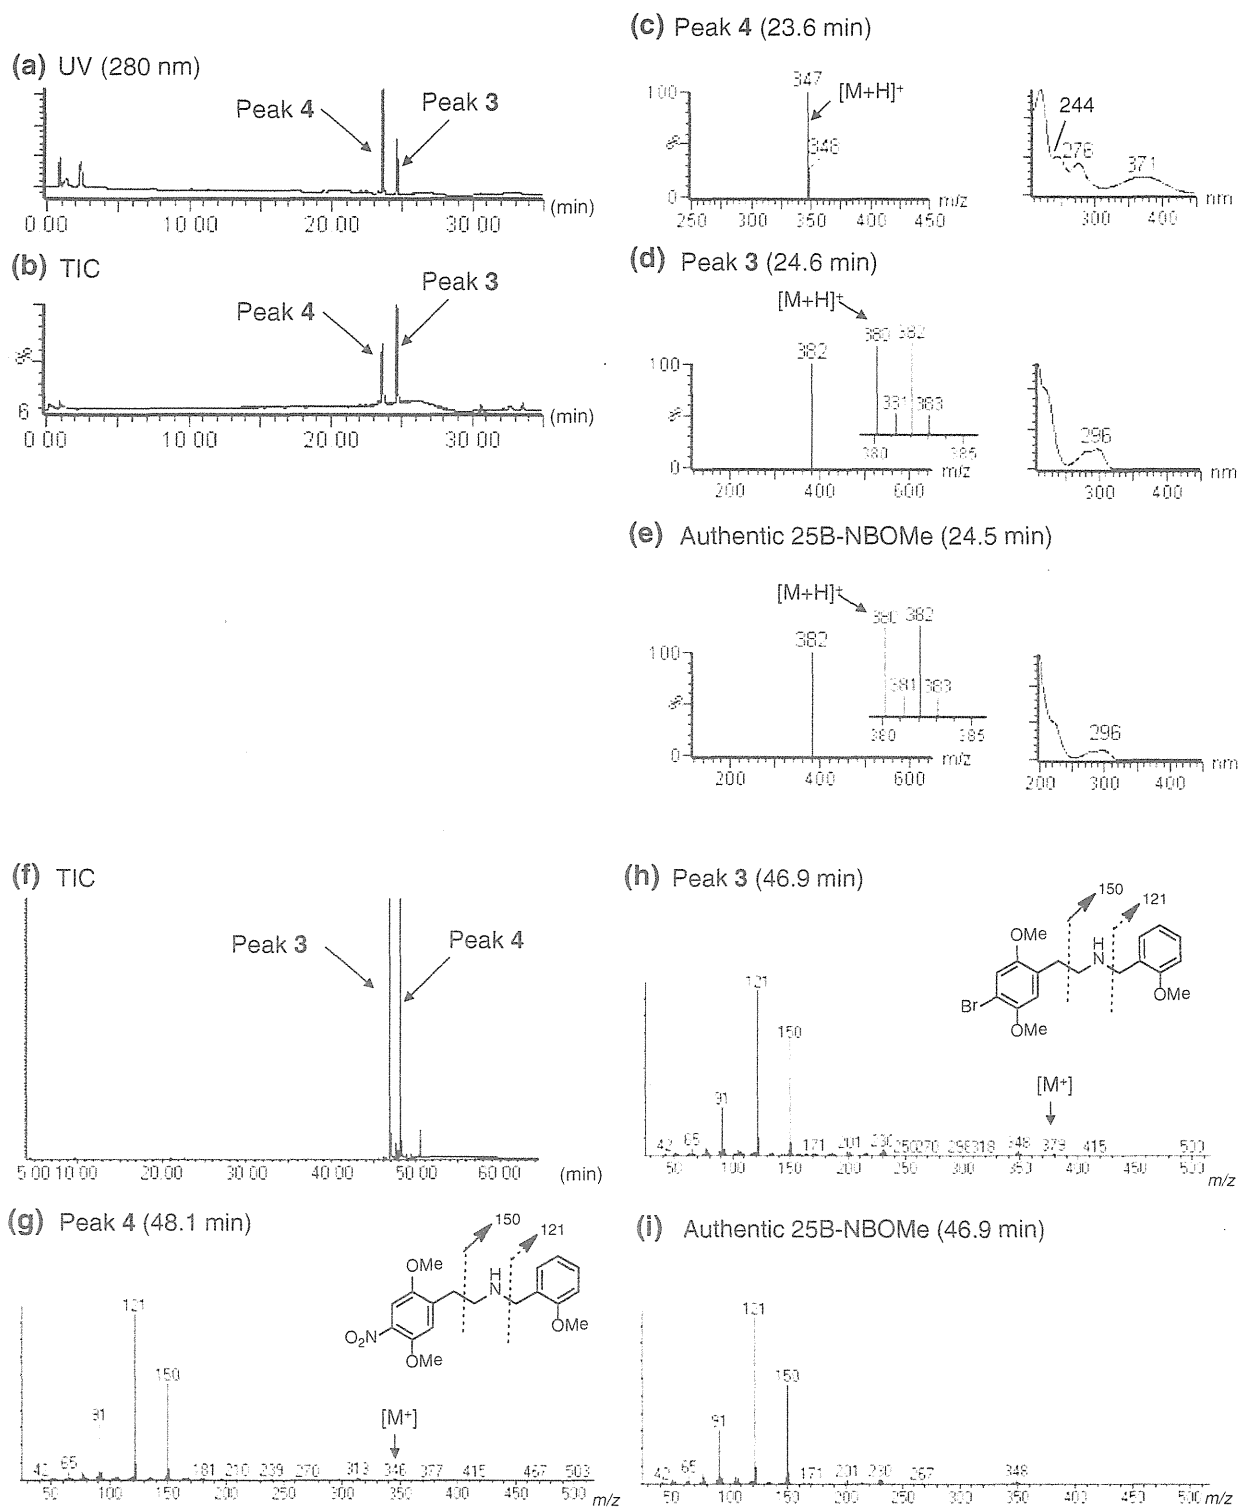 (a) UV (280 nm)
Peak 4
Peak 3
0 00 10 00 20 00 30 00 (min)
(b) TIC
Peak 3
Peak 4
%
6
0 00 10 00 20 00 30 00 (min)
(c) Peak 4 (23.6 min)
347
100
[M+H]+
348
%
0
250 300 350 400 450 m/z
244
276
371
300 400 nm
(d) Peak 3 (24.6 min)
[M+H]+
380 382
381 383
380 385
382
100
%
0
200 400 600 m/z
296
300 400 nm
(e) Authentic 25B-NBOMe (24.5 min)
[M+H]+
380 382
381 383
380 385
382
100
%
0
200 400 600 m/z
296
200 300 400 nm
(f) TIC
Peak 3
Peak 4
5 00 10 00 20 00 30 00 40 00 50 00 60 00 (min)
(g) Peak 4 (48.1 min)
150
121
OMe
H
N
O2N
OMe
OMe
121
150
91
[M+]
42 65 181 210 239 270 313 346 377 415 467 503
50 100 150 200 250 300 350 400 450 500 m/z
(h) Peak 3 (46.9 min)
150
121
OMe
H
N
Br
OMe
OMe
121
150
91
[M+]
42 65 171 201 230 250 270 298 318 348 379 415 500
50 100 150 200 250 300 350 400 450 500 m/z
(i) Authentic 25B-NBOMe (46.9 min)
121
150
91
42 65 171 201 230 267 348
50 100 150 200 250 300 350 400 450 500 m/z